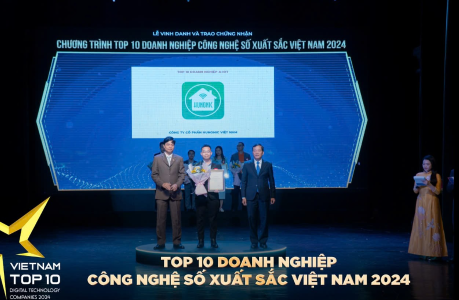 LỄ VINH DANH VÀ TRAO CHỨNG NHẬN
CHƯƠNG TRÌNH TOP 10 DOANH NGHIỆP CÔNG NGHỆ SỐ XUẤT SẮC VIỆT NAM 2024
HUNONIC
CÔNG TY CỔ PHẦN HUNONIC VIỆT NAM
VIETNAM
TOP 10
DIGITAL TECHNOLOGY
COMPANIES 2024
TOP 10 DOANH NGHIỆP
CÔNG NGHỆ SỐ XUẤT SẮC VIỆT NAM 2024